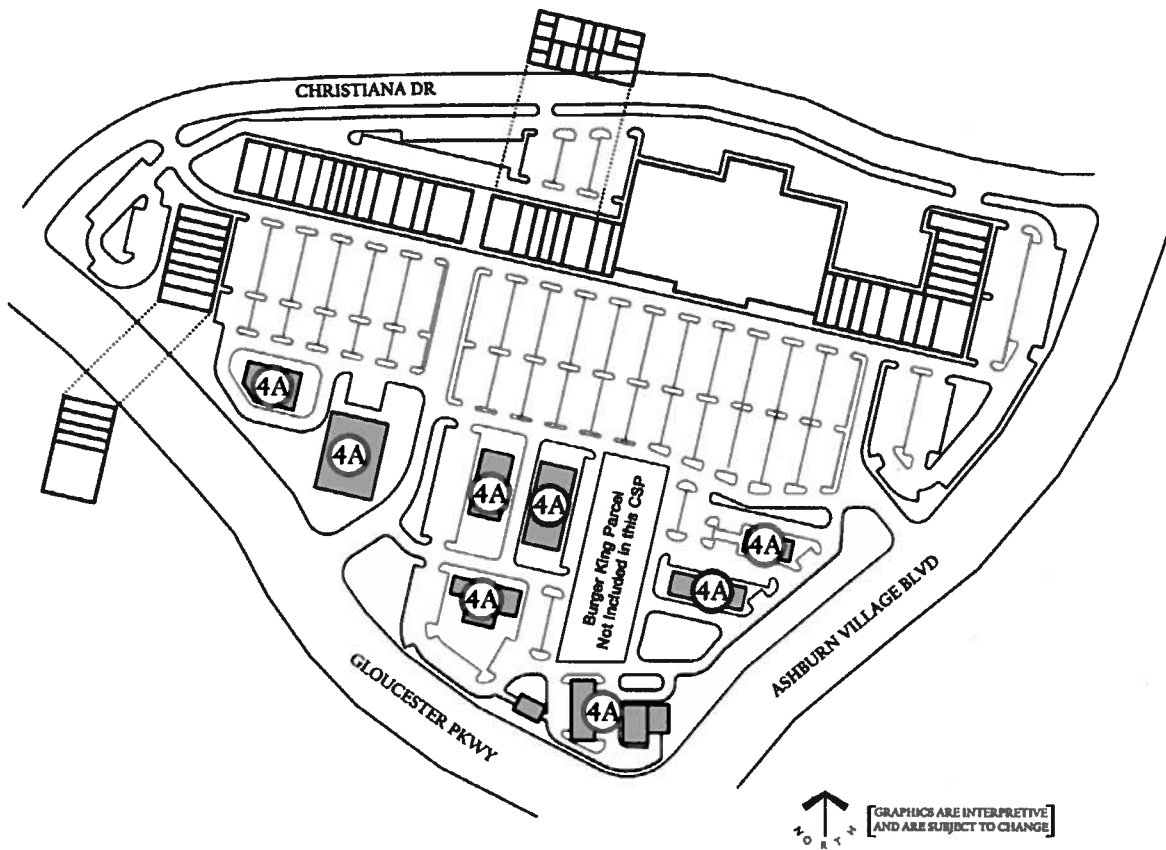 CHRISTIANA DR
4A
4A
4A
4A
4A
4A
4A
4A
Burger King Parcel
Not Included in this CSP
GLOUCESTER PKWY
ASHBURN VILLAGE BLVD
NORTH
[GRAPHICS ARE INTERPRETIVE
AND ARE SUBJECT TO CHANGE]